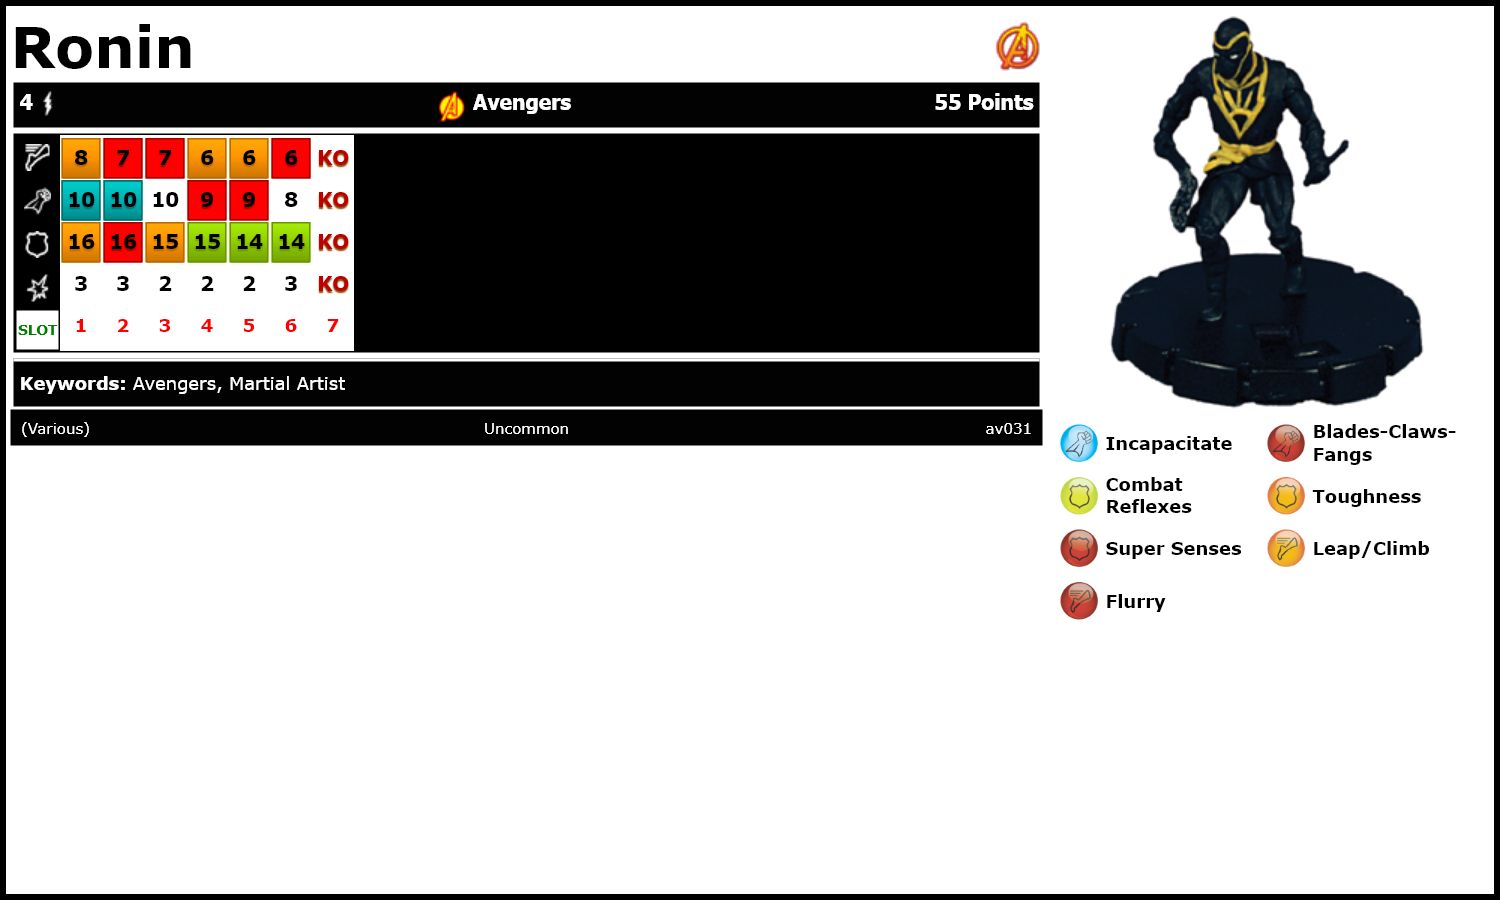 Ronin
4 Avengers 55 Points
8 7 7 6 6 6 KO
10 10 10 9 9 8 KO
16 16 15 15 14 14 KO
3 3 2 2 2 3 KO
SLOT 1 2 3 4 5 6 7
Keywords: Avengers, Martial Artist
(Various) Uncommon av031
Incapacitate
Blades-Claws-
Fangs
Combat
Reflexes
Toughness
Super Senses
Leap/Climb
Flurry